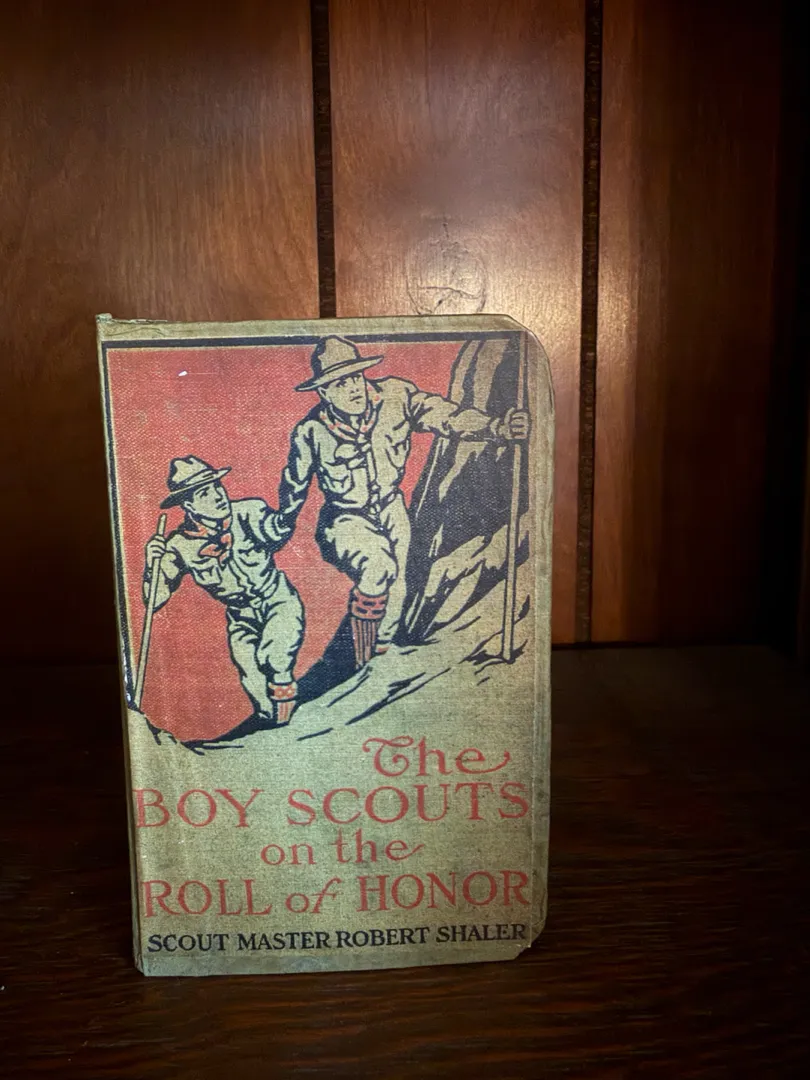 The
BOY SCOUTS
on the
ROLL of HONOR
SCOUT MASTER ROBERT SHALER